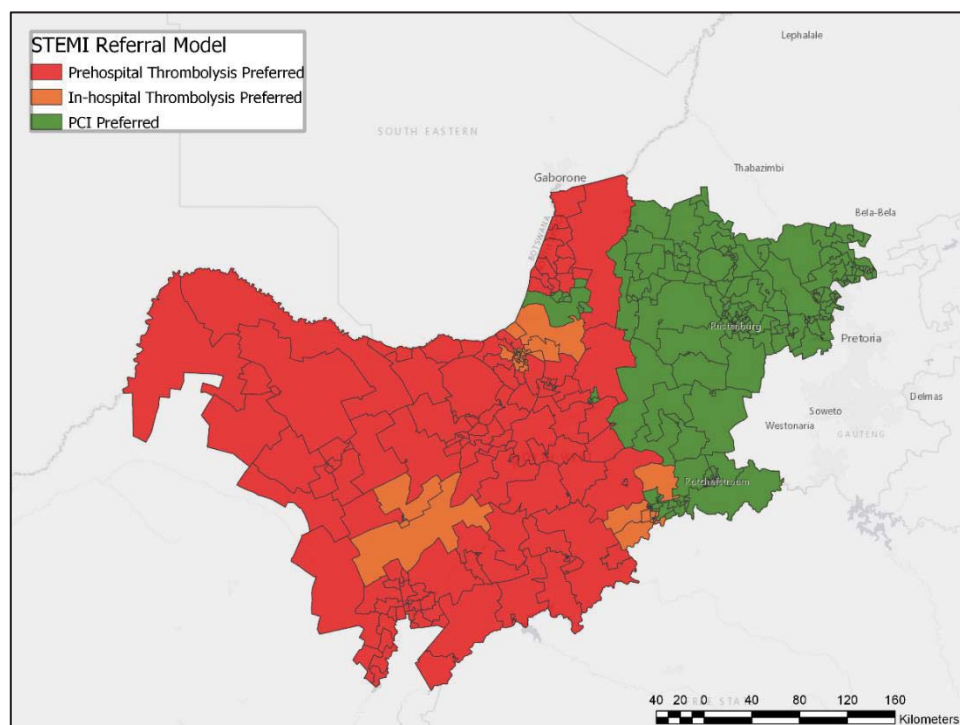 STEMI Referral Model
Prehospital Thrombolysis Preferred
In-hospital Thrombolysis Preferred
PCI Preferred
Lephalale
SOUTH EASTERN
Thabazimbi
Gaborone
Bela-Bela
BOTSWANA
Rustenburg
Pretoria
Delmas
Soweto
Westonaria
GAUTENG
Potchefstroom
40 20 0 40 80 120 160
Kilometers